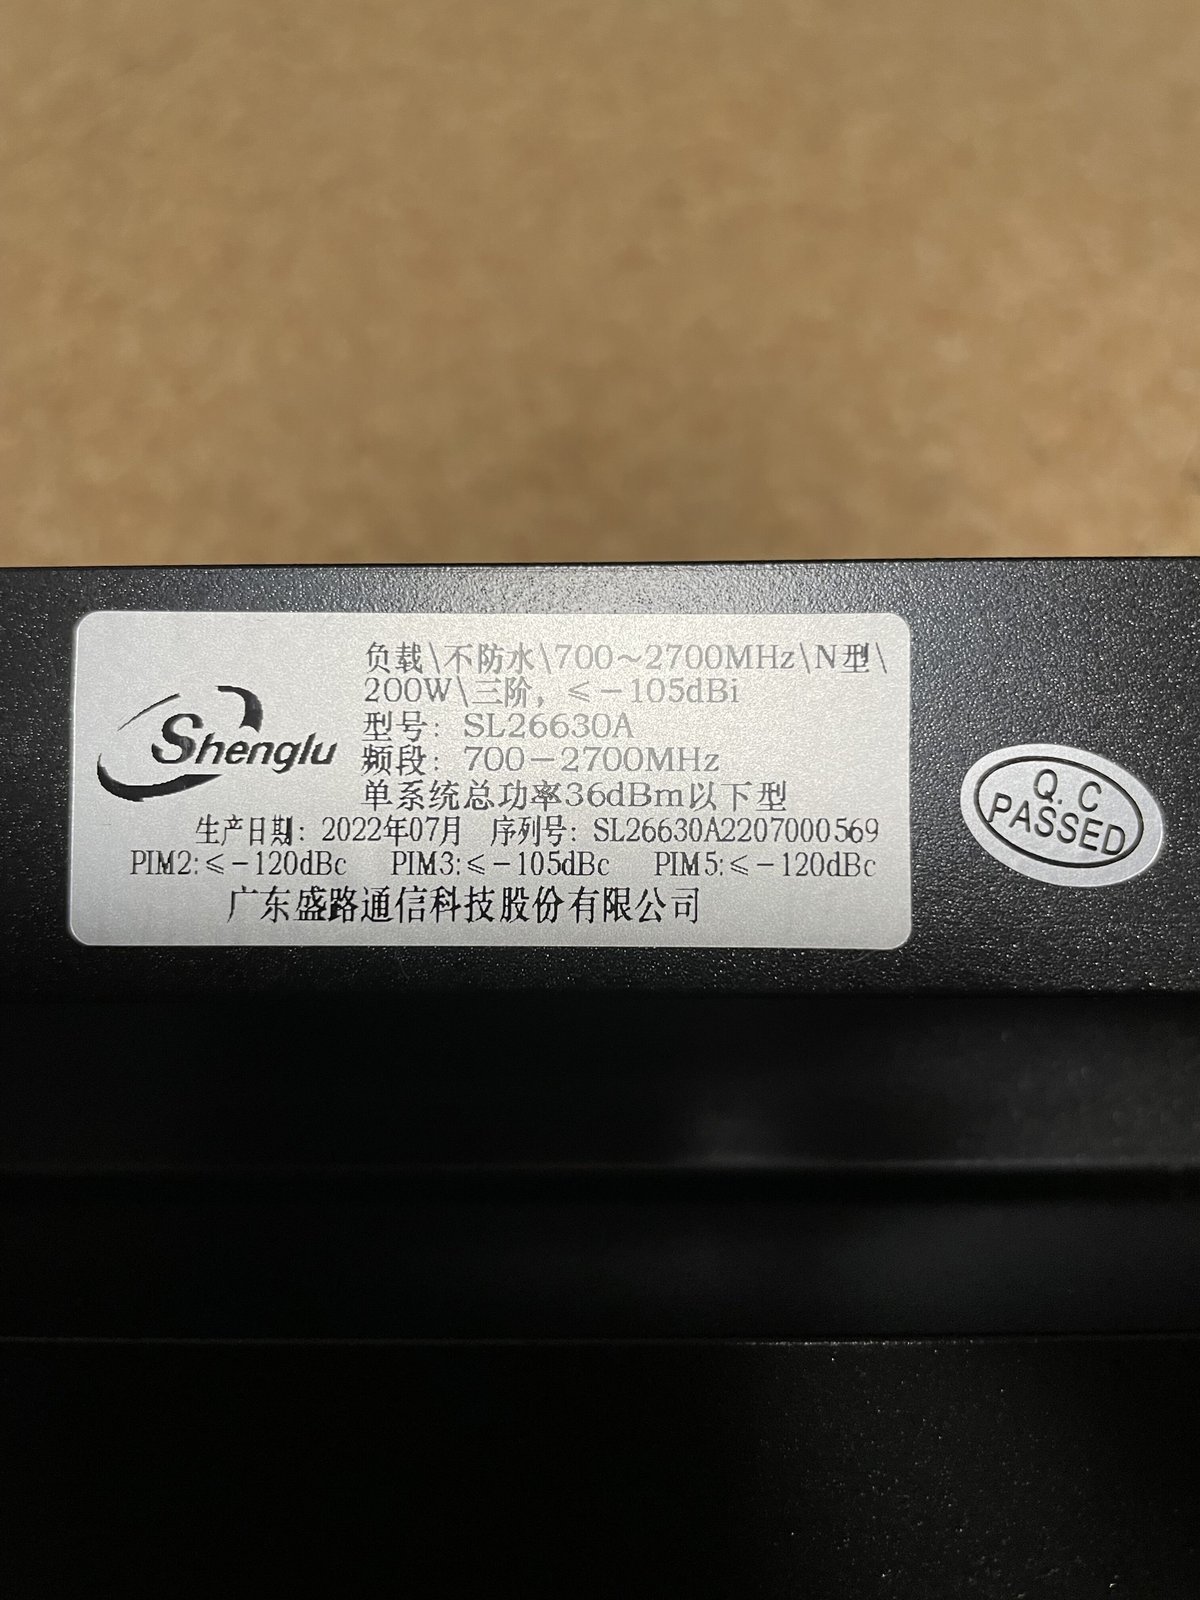 Shenglu
负载\不防水\700~2700MHz\N型\
200W\三阶，≤-105dBi
型号：SL26630A
频段：700-2700MHz
单系统总功率36dBm以下型
生产日期：2022年07月 序列号：SL26630A2207000569
PIM2:≤-120dBc PIM3:≤-105dBc PIM5:≤-120dBc
广东盛路通信科技股份有限公司
Q.C
PASSED